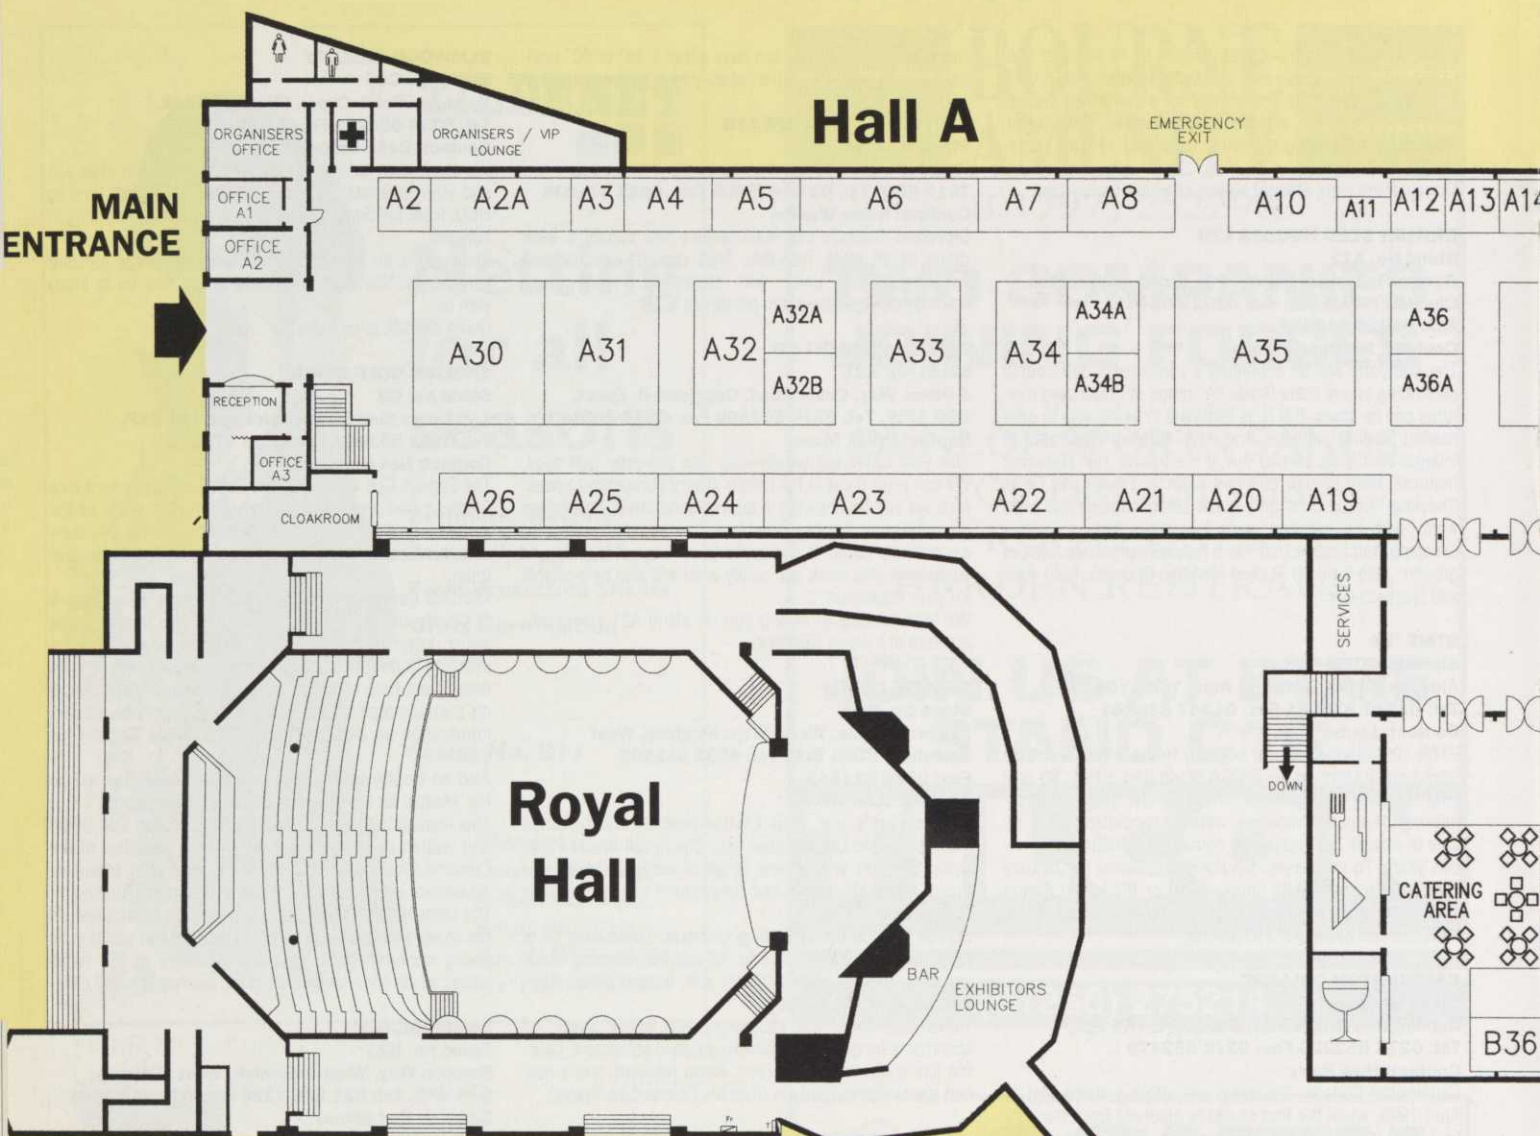 Hall A
EMERGENCY
EXIT
ORGANISERS
OFFICE
ORGANISERS / VIP
LOUNGE
OFFICE
A1
OFFICE
A2
MAIN
ENTRANCE
A2
A2A
A3
A4
A5
A6
A7
A8
A10
A11
A12
A13
A14
A30
A31
A32
A32A
A32B
A33
A34
A34A
A34B
A35
A36
A36A
RECEPTION
OFFICE
A3
CLOAKROOM
A26
A25
A24
A23
A22
A21
A20
A19
SERVICES
DOWN
Royal
Hall
CATERING
AREA
BAR
EXHIBITORS
LOUNGE
B36